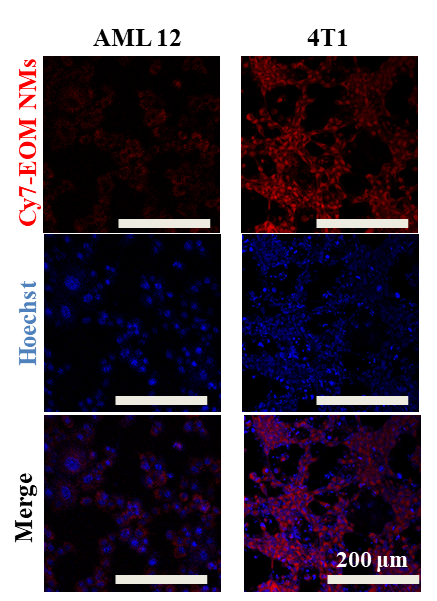 AML 12
4T1
Cy7-EOM NMs
Hoechst
Merge
200 μm